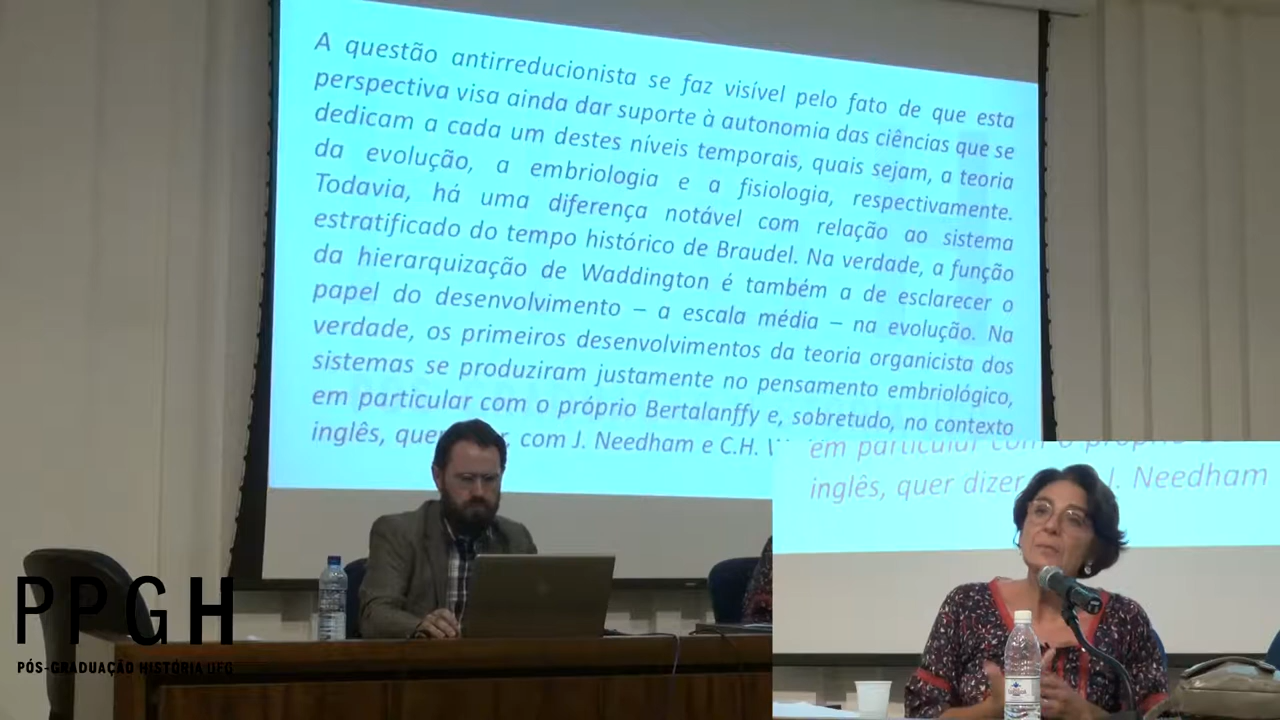 A questão antirreducionista se faz visível pelo fato de que esta
perspectiva visa ainda dar suporte à autonomia das ciências que se
dedicam a cada um destes níveis temporais, quais sejam, a teoria
da evolução, a embriologia e a fisiologia, respectivamente.
Todavia, há uma diferença notável com relação ao sistema
estratificado do tempo histórico de Braudel. Na verdade, a função
da hierarquização de Waddington é também a de esclarecer o
papel do desenvolvimento – a escala média – na evolução. Na
verdade, os primeiros desenvolvimentos da teoria organicista dos
sistemas se produziram justamente no pensamento embriológico,
em particular com o próprio Bertalanffy e, sobretudo, no contexto
inglês, com J. Needham e C.H.
em particular com o próprio
inglês, quer dizer J. Needham
PPGH
PÓS-GRADUAÇÃO HISTÓRIA UFG